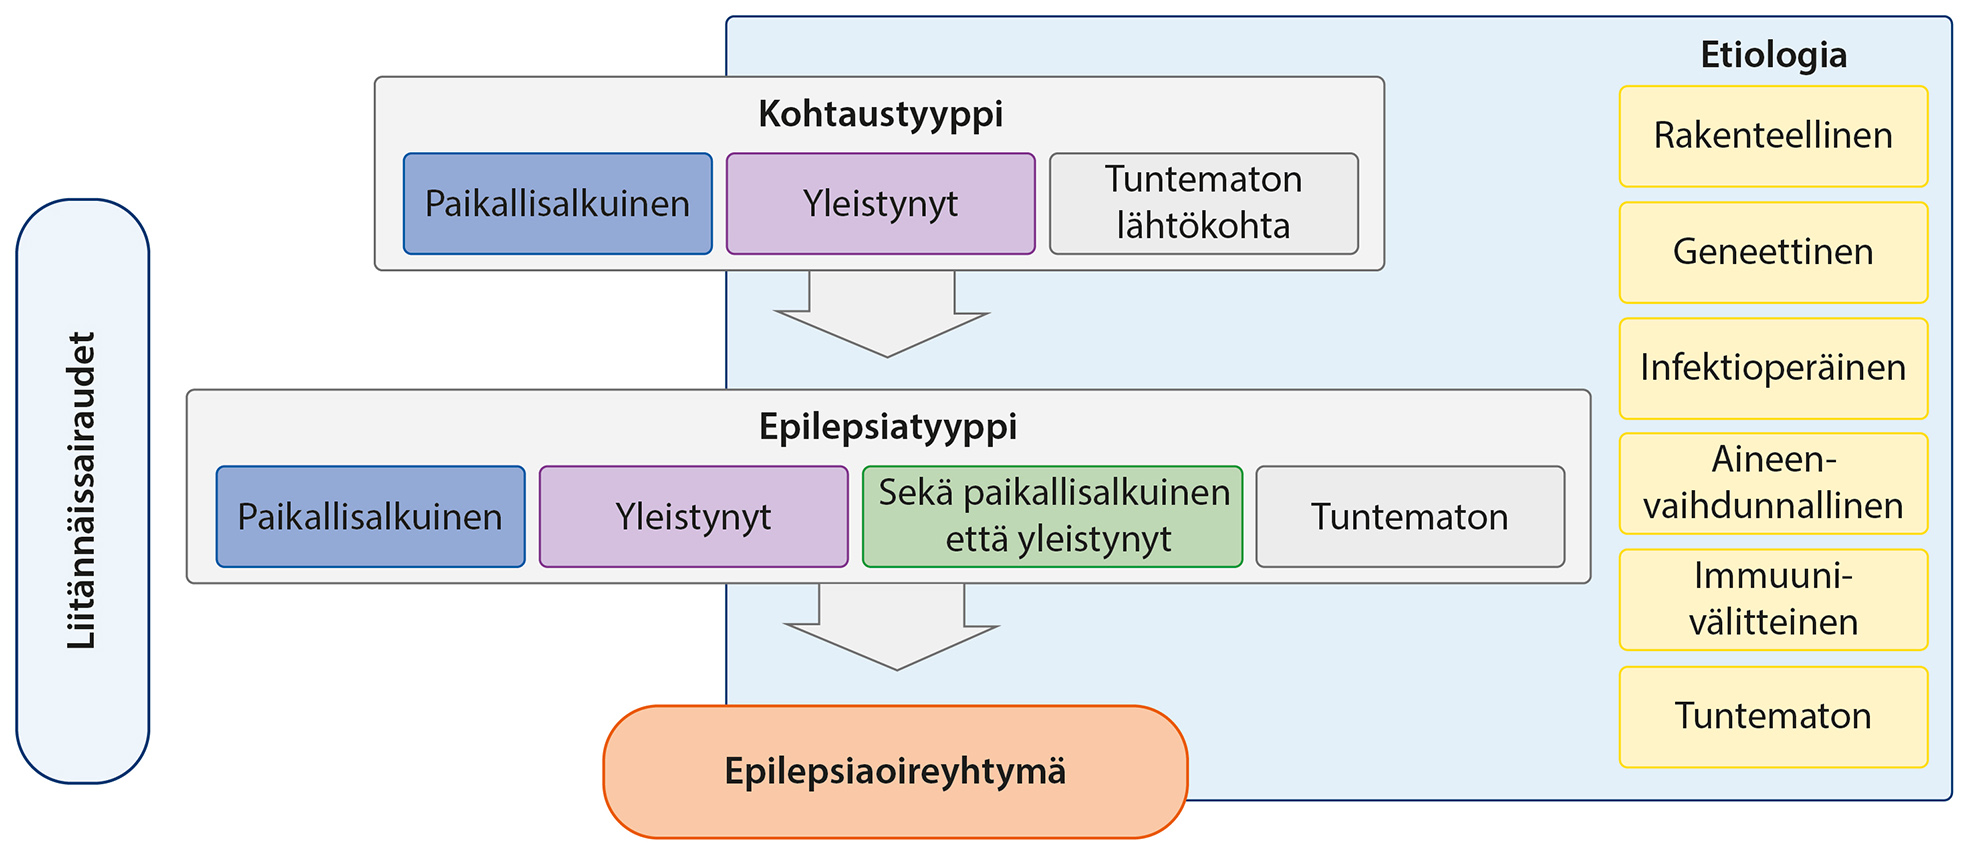 Etiologia
Rakenteellinen
Geneettinen
Infektioperäinen
Aineen-
vaihdunnallinen
Immuuni-
välitteinen
Tuntematon
Kohtaustyyppi
Paikallisalkuinen
Yleistynyt
Tuntematon
lähtökohta
Epilepsiatyyppi
Paikallisalkuinen
Yleistynyt
Sekä paikallisalkuinen
että yleistynyt
Tuntematon
Epilepsiaoireyhtymä
Liitännäissairaudet